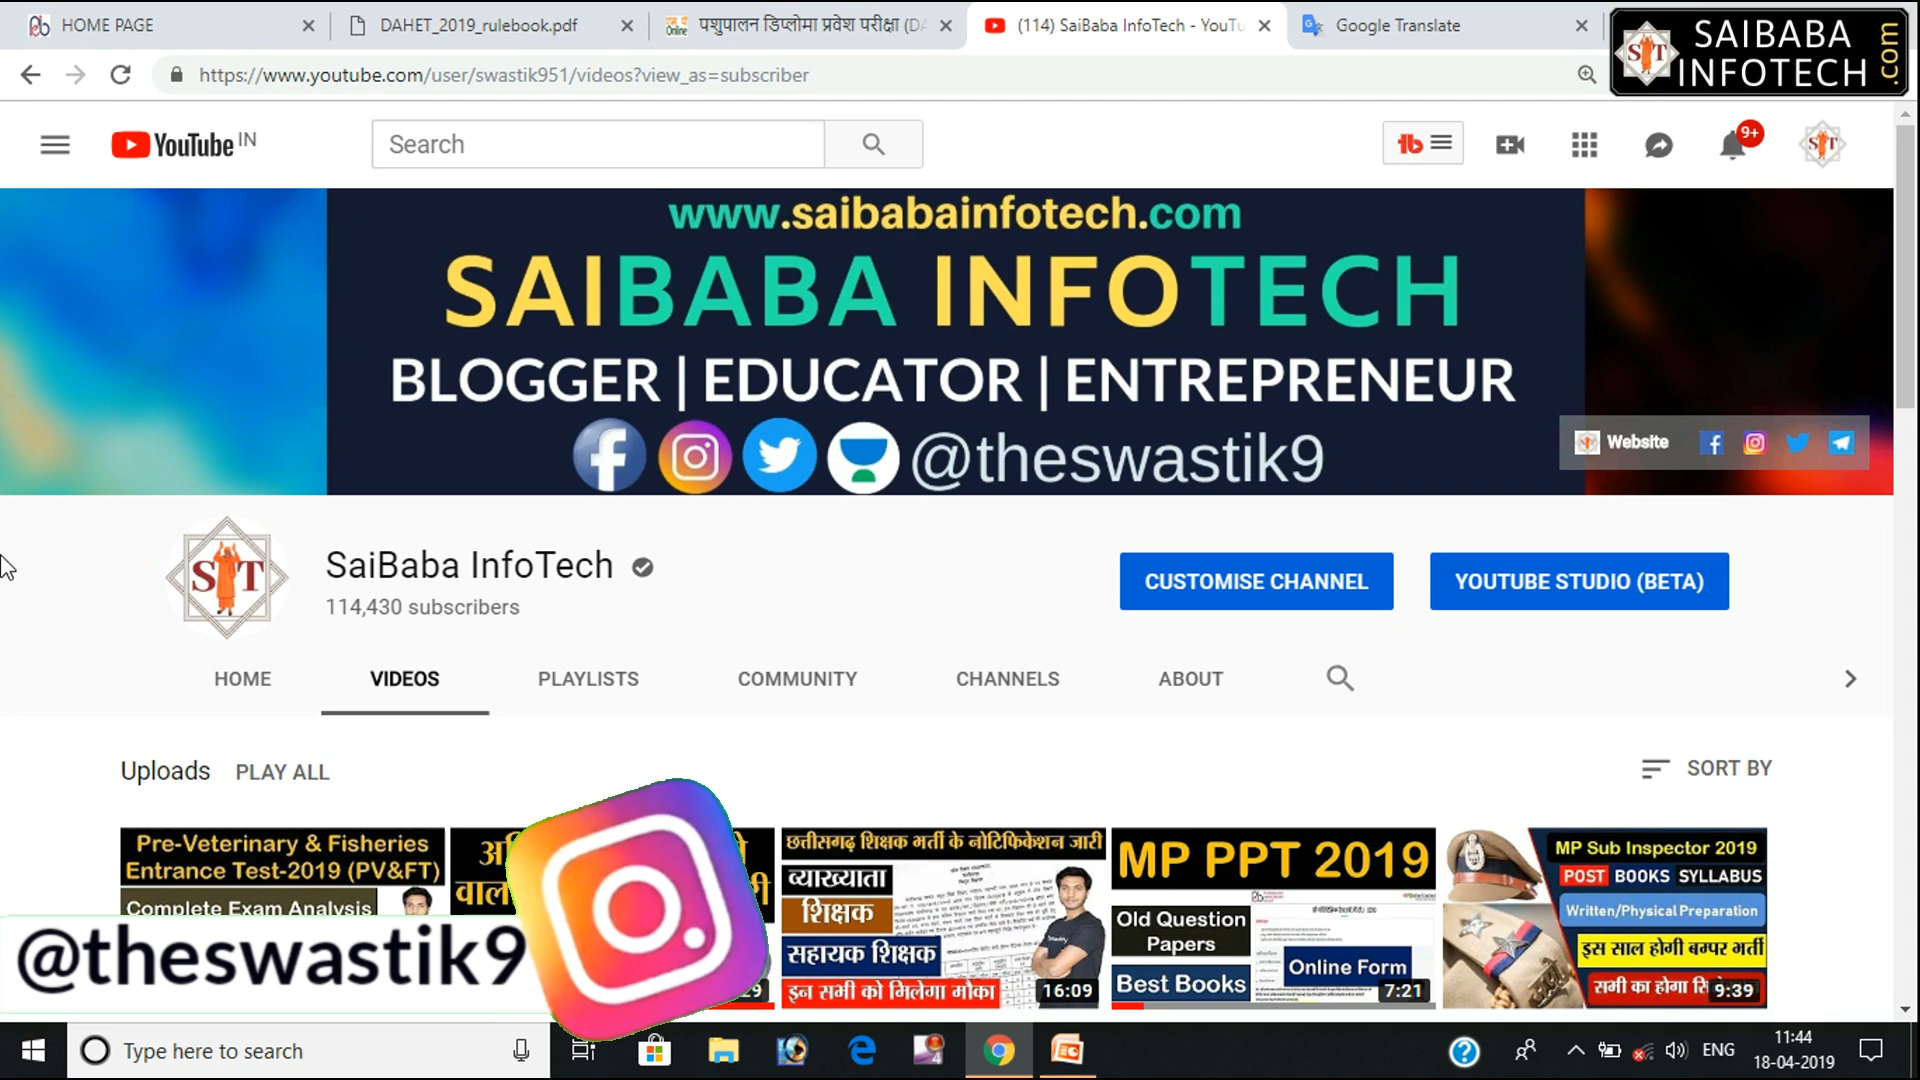 HOME PAGE
DAHET_2019_rulebook.pdf
पशुपालन डिप्लोमा प्रवेश परीक्षा (DA
(114) SaiBaba InfoTech - YouTu
Google Translate
SAIBABA
INFOTECH
.com
https://www.youtube.com/user/swastik951/videos?view_as=subscriber
YouTube IN
Search
9+
www.saibabainfotech.com
SAIBABA INFOTECH
BLOGGER | EDUCATOR | ENTREPRENEUR
@theswastik9
Website
SaiBaba InfoTech
114,430 subscribers
CUSTOMISE CHANNEL
YOUTUBE STUDIO (BETA)
HOME
VIDEOS
PLAYLISTS
COMMUNITY
CHANNELS
ABOUT
Uploads
PLAY ALL
SORT BY
Pre-Veterinary & Fisheries
Entrance Test-2019 (PV&FT)
Complete Exam Analysis
छत्तीसगढ़ शिक्षक भर्ती के नोटिफिकेशन जारी
व्याख्याता
शिक्षक
सहायक शिक्षक
इन सभी को मिलेगा मौका
16:09
MP PPT 2019
Old Question
Papers
Best Books
Online Form
7:21
MP Sub Inspector 2019
POST BOOKS SYLLABUS
Written/Physical Preparation
इस साल होगी बम्पर भर्ती
सभी का होगा
9:39
@theswastik9
Type here to search
ENG
11:44
18-04-2019